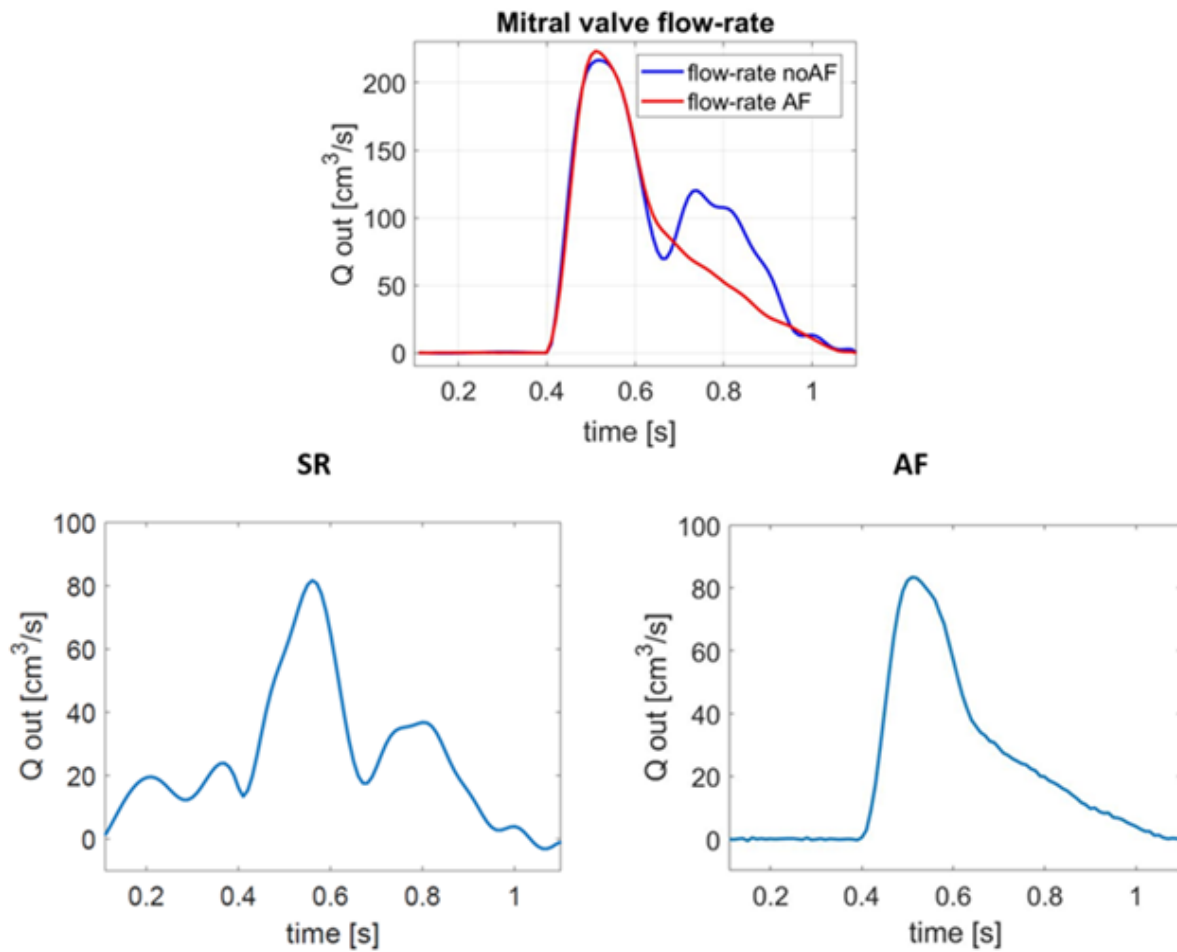 Mitral valve flow-rate
flow-rate noAF
flow-rate AF
Q out [cm³/s]
200
150
100
50
0
0.2 0.4 0.6 0.8 1
time [s]
SR
Q out [cm³/s]
100
80
60
40
20
0
0.2 0.4 0.6 0.8 1
time [s]
AF
Q out [cm³/s]
100
80
60
40
20
0
0.2 0.4 0.6 0.8 1
time [s]